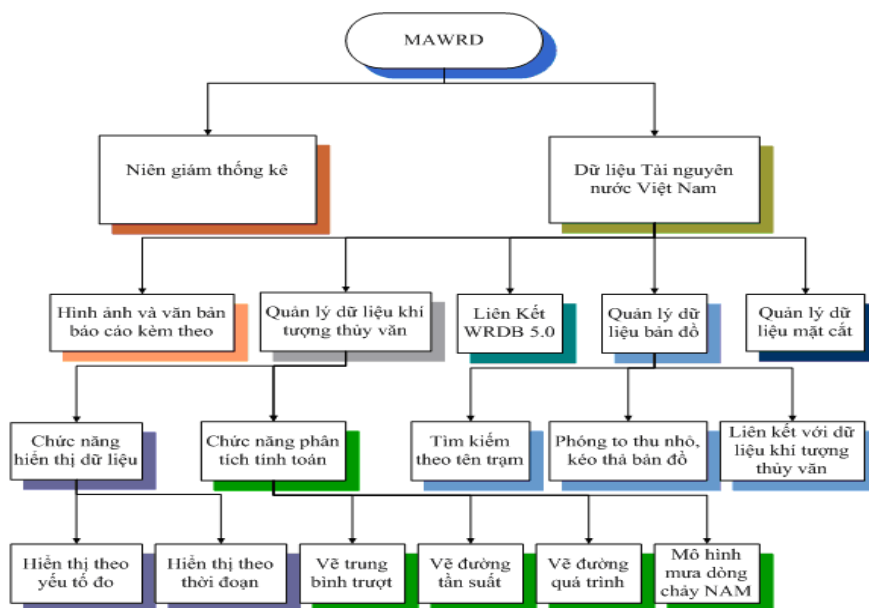 MAWRD
Niên giám thống kê
Dữ liệu Tài nguyên
nước Việt Nam
Hình ảnh và văn bản
báo cáo kèm theo
Quản lý dữ liệu khí
tượng thủy văn
Liên Kết
WRDB 5.0
Quản lý dữ
liệu bản đồ
Quản lý dữ
liệu mặt cắt
Chức năng
hiển thị dữ liệu
Chức năng phân
tích tính toán
Tìm kiếm
theo tên trạm
Phóng to thu nhỏ,
kéo thả bản đồ
Liên kết với dữ
liệu khí tượng
thủy văn
Hiển thị theo
yếu tố đo
Hiển thị theo
thời đoạn
Vẽ trung
bình trượt
Vẽ đường
tần suất
Vẽ đường
quá trình
Mô hình
mưa dòng
chảy NAM